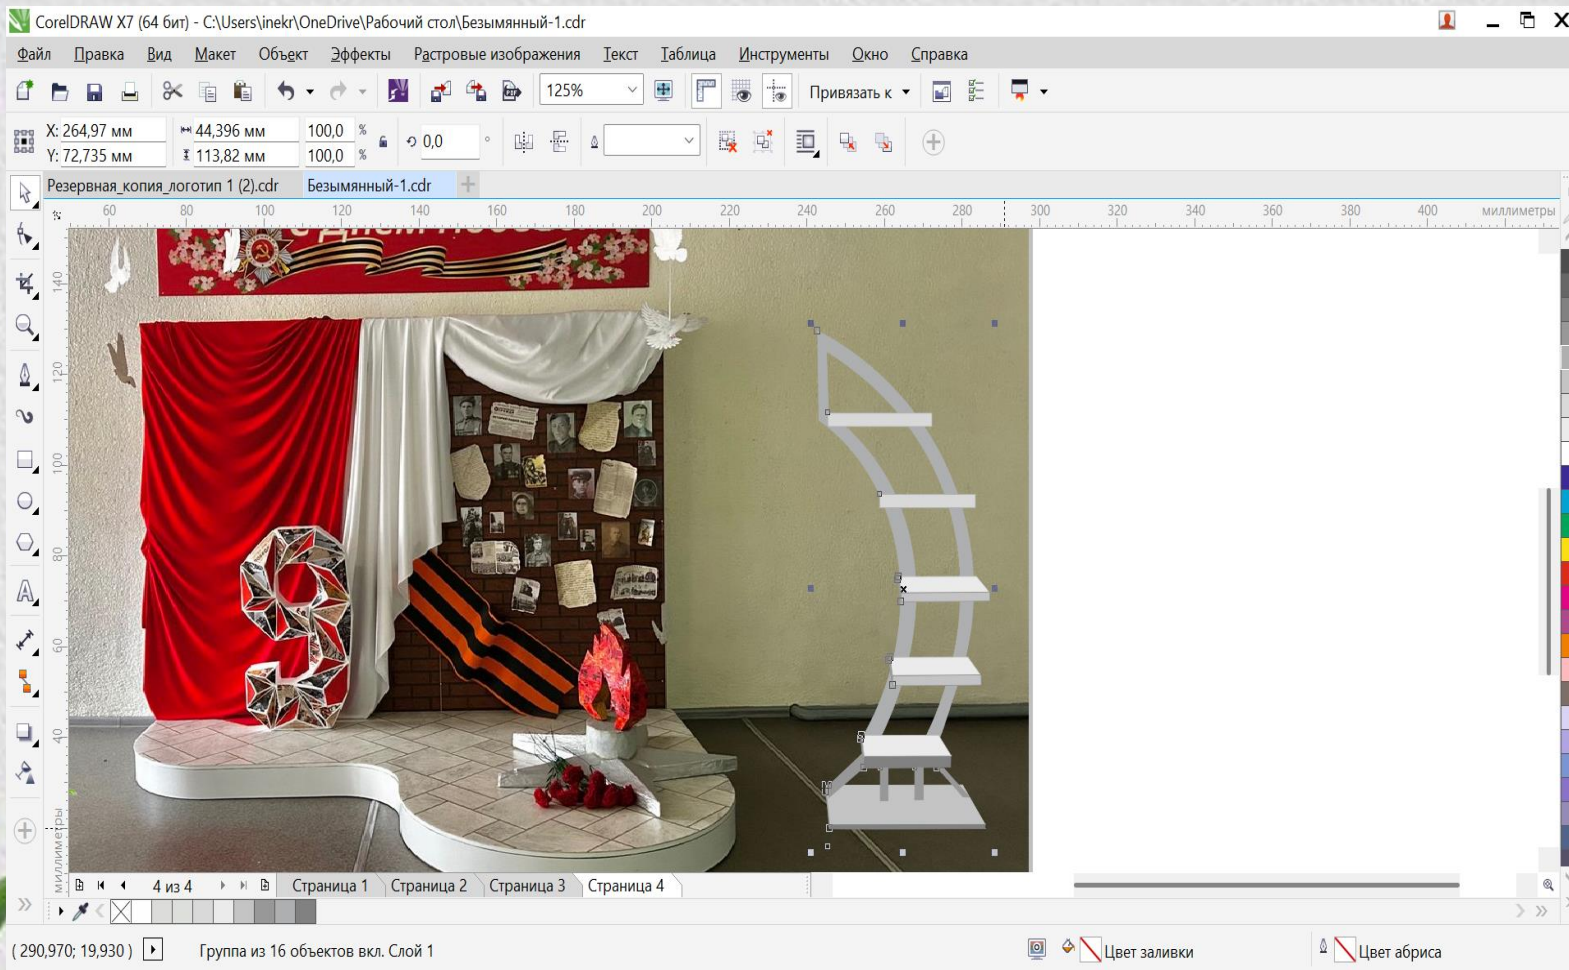 CorelDRAW X7 (64 бит) - C:\Users\inekr\OneDrive\Рабочий стол\Безымянный-1.cdr
Файл Правка Вид Макет Объект Эффекты Растровые изображения Текст Таблица Инструменты Окно Справка
125% Привязать к
X: 264,97 мм 44,396 мм 100,0 % 0,0 °
Y: 72,735 мм 113,82 мм 100,0 %
Резервная_копия_логотип 1 (2).cdr Безымянный-1.cdr
60 80 100 120 140 160 180 200 220 240 260 280 300 320 340 360 380 400 миллиметры
140
120
100
80
60
40
миллиметры
9
4 из 4 Страница 1 Страница 2 Страница 3 Страница 4
( 290,970; 19,930 ) Группа из 16 объектов вкл. Слой 1 Цвет заливки Цвет абриса